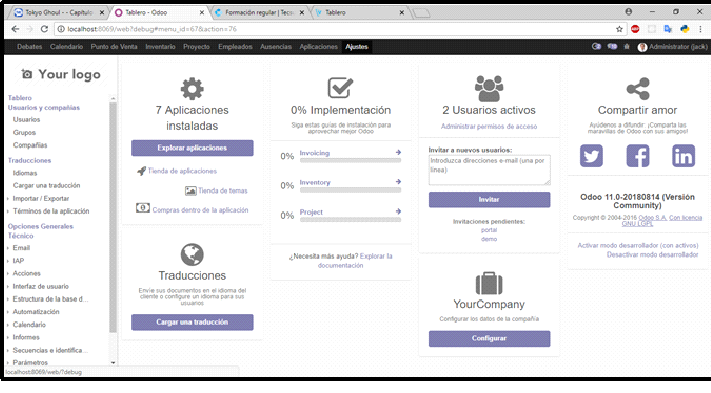 Tokyo Ghoul - - Capítulo
Tablero - Odoo
Formación regular | Tecs
Tablero
localhost:8069/web?debug#menu_id=67&action=76
Debates Calendario Punto de Venta Inventario Proyecto Empleados Ausencias Aplicaciones Ajustes Administrator (jacik)
Your logo
Tablero
Usuarios y compañías
Usuarios
Grupos
Compañías
Traducciones
Idiomas
Cargar una traducción
Importar / Exportar
Términos de la aplicación
Opciones Generales
Técnico
Email
IAP
Acciones
Interfaz de usuario
Estructura de la base d...
Automatización
Calendario
Informes
Secuencias e identifica...
Parámetros
localhost:8069/web/?debug
7 Aplicaciones
instaladas
Explorar aplicaciones
Tienda de aplicaciones
Tienda de temas
Compras dentro de la aplicación
Traducciones
Envíe sus documentos en el idioma del
cliente o configure un idioma para sus
usuarios
Cargar una traducción
0% Implementación
Siga estas guías de instalación para
aprovechar mejor Odoo
0% Invoicing
0% Inventory
0% Project
¿Necesita más ayuda? Explorar la
documentación
2 Usuarios activos
Administrar permisos de acceso
Invitar a nuevos usuarios:
Introduzca direcciones e-mail (una por
línea)
Invitar
Invitaciones pendientes:
portal
demo
YourCompany
Configurar los datos de la compañía
Configurar
Compartir amor
Ayúdenos a difundir: ¡Comparta las
maravillas de Odoo con sus amigos!
Odoo 11.0-20180814 (Versión
Community)
Copyright © 2004-2016 Odoo S.A. Con licencia
GNU LGPL
Activar modo desarrollador (con activos)
Desactivar modo desarrollador